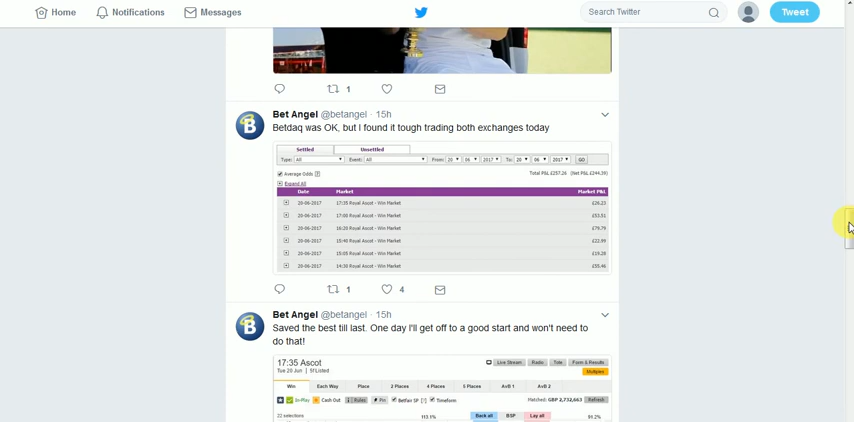 Home Notifications Messages Search Twitter Tweet
1
Bet Angel @betangel · 15h
Betdaq was OK, but I found it tough trading both exchanges today
Settled Unsettled
Type: All Event: All From: 20 06 2017 To: 20 06 2017 GO
Average Odds Total P&L £257.26 (Net P&L £244.39)
Expand All
Date Market Market P&L
20-06-2017 17:35 Royal Ascot - Win Market £26.23
20-06-2017 17:00 Royal Ascot - Win Market £53.51
20-06-2017 16:20 Royal Ascot - Win Market £79.79
20-06-2017 15:40 Royal Ascot - Win Market £22.99
20-06-2017 15:05 Royal Ascot - Win Market £19.28
20-06-2017 14:30 Royal Ascot - Win Market £55.46
1 4
Bet Angel @betangel · 15h
Saved the best till last. One day I'll get off to a good start and won't need to
do that!
17:35 Ascot Live Stream Radio Tote Form & Results
Tue 20 Jun | 5f Listed Multiples
Win Each Way Place 2 Places 4 Places 5 Places AvB 1 AvB 2
In-Play Cash Out Rules Pin Betfair SP [?] Timeform Matched: GBP 2,732,663 Refresh
22 selections 113.1% Back all BSP Lay all 86.2%